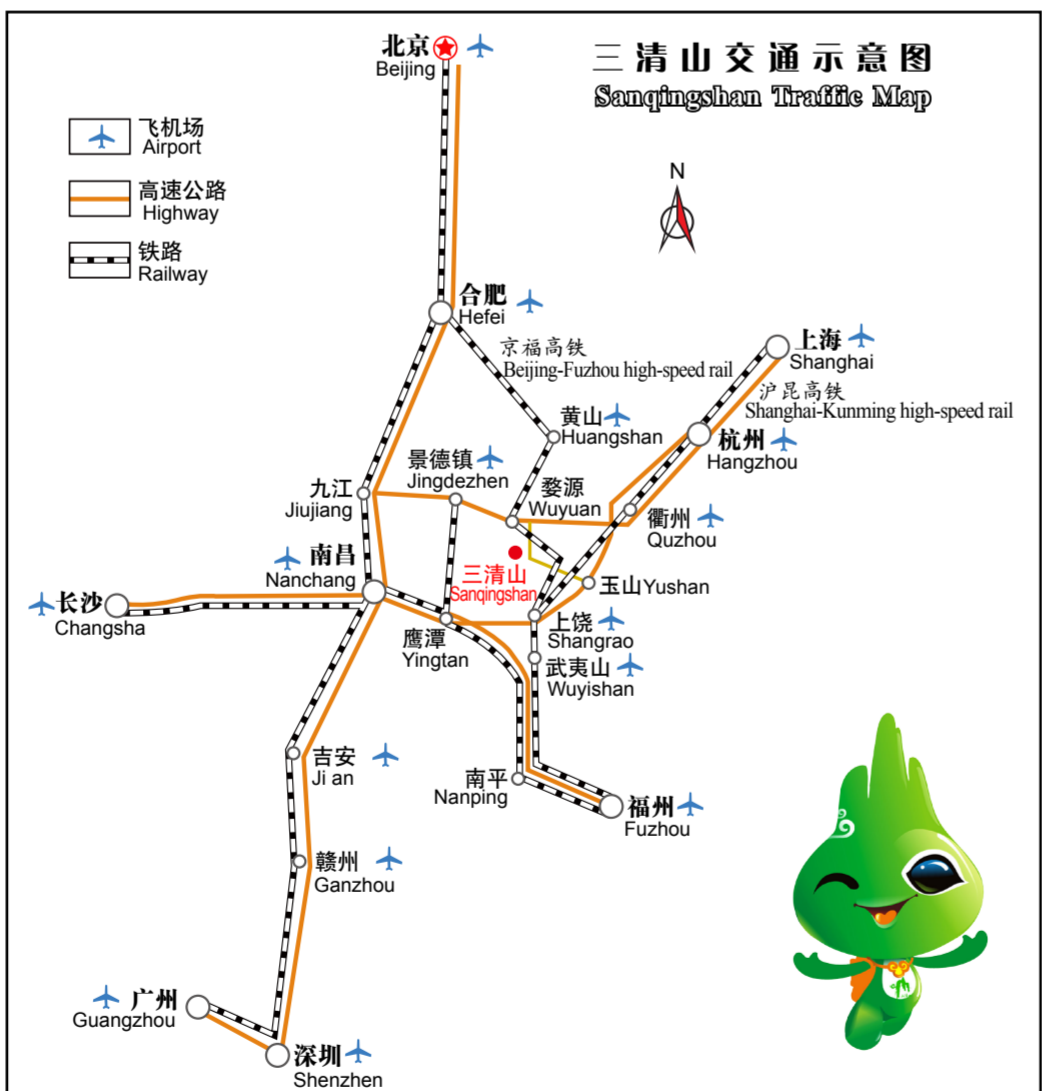 三清山交通示意图
Sanqingshan Traffic Map
北京
Beijing
飞机场
Airport
高速公路
Highway
铁路
Railway
N
合肥
Hefei
京福高铁
Beijing-Fuzhou high-speed rail
上海
Shanghai
沪昆高铁
Shanghai-Kunming high-speed rail
黄山
Huangshan
杭州
Hangzhou
景德镇
Jingdezhen
九江
Jiujiang
婺源
Wuyuan
衢州
Quzhou
南昌
Nanchang
三清山
Sanqingshan
玉山 Yushan
长沙
Changsha
鹰潭
Yingtan
上饶
Shangrao
武夷山
Wuyishan
吉安
Ji an
南平
Nanping
福州
Fuzhou
赣州
Ganzhou
广州
Guangzhou
深圳
Shenzhen